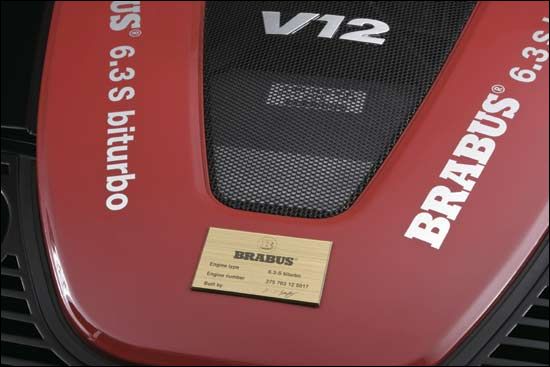 V12
BRABUS® 6.3 S biturbo
BRABUS® 6.3 S
B
BRABUS®
Engine type 6.3-S biturbo
Engine number 275 783 12 5017
Built by